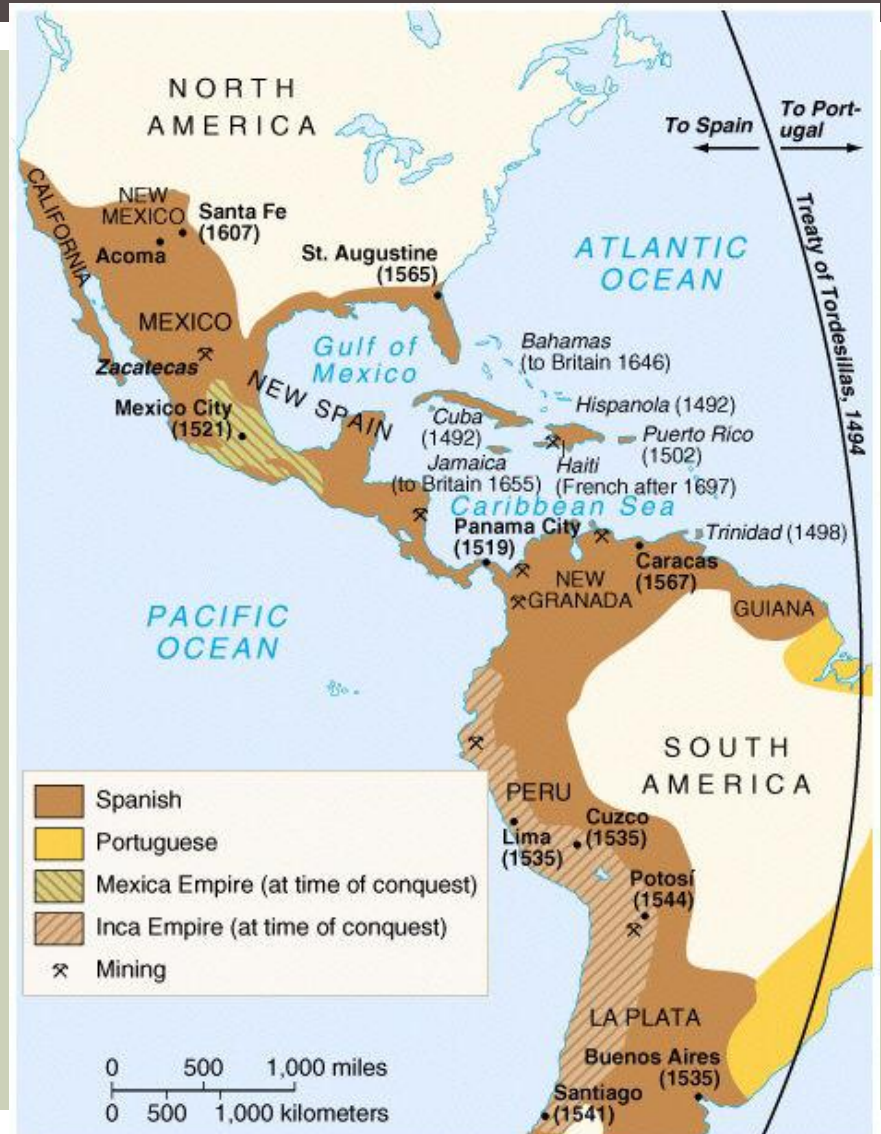 NORTH
AMERICA
To Spain
To Port-
ugal
Treaty of Tordesillas, 1494
CALIFORNIA
NEW
MEXICO
Santa Fe
(1607)
Acoma
St. Augustine
(1565)
ATLANTIC
OCEAN
MEXICO
Zacatecas
Gulf of
Mexico
Bahamas
(to Britain 1646)
NEW SPAIN
Mexico City
(1521)
Cuba
(1492)
Hispanola (1492)
Puerto Rico
(1502)
Jamaica
(to Britain 1655)
Haiti
(French after 1697)
Caribbean Sea
Panama City
(1519)
Trinidad (1498)
Caracas
(1567)
NEW
GRANADA
GUIANA
PACIFIC
OCEAN
SOUTH
AMERICA
PERU
Lima
(1535)
Cuzco
(1535)
Potosí
(1544)
LA PLATA
Buenos Aires
(1535)
Santiago
(1541)
Spanish
Portuguese
Mexica Empire (at time of conquest)
Inca Empire (at time of conquest)
Mining
0 500 1,000 miles
0 500 1,000 kilometers